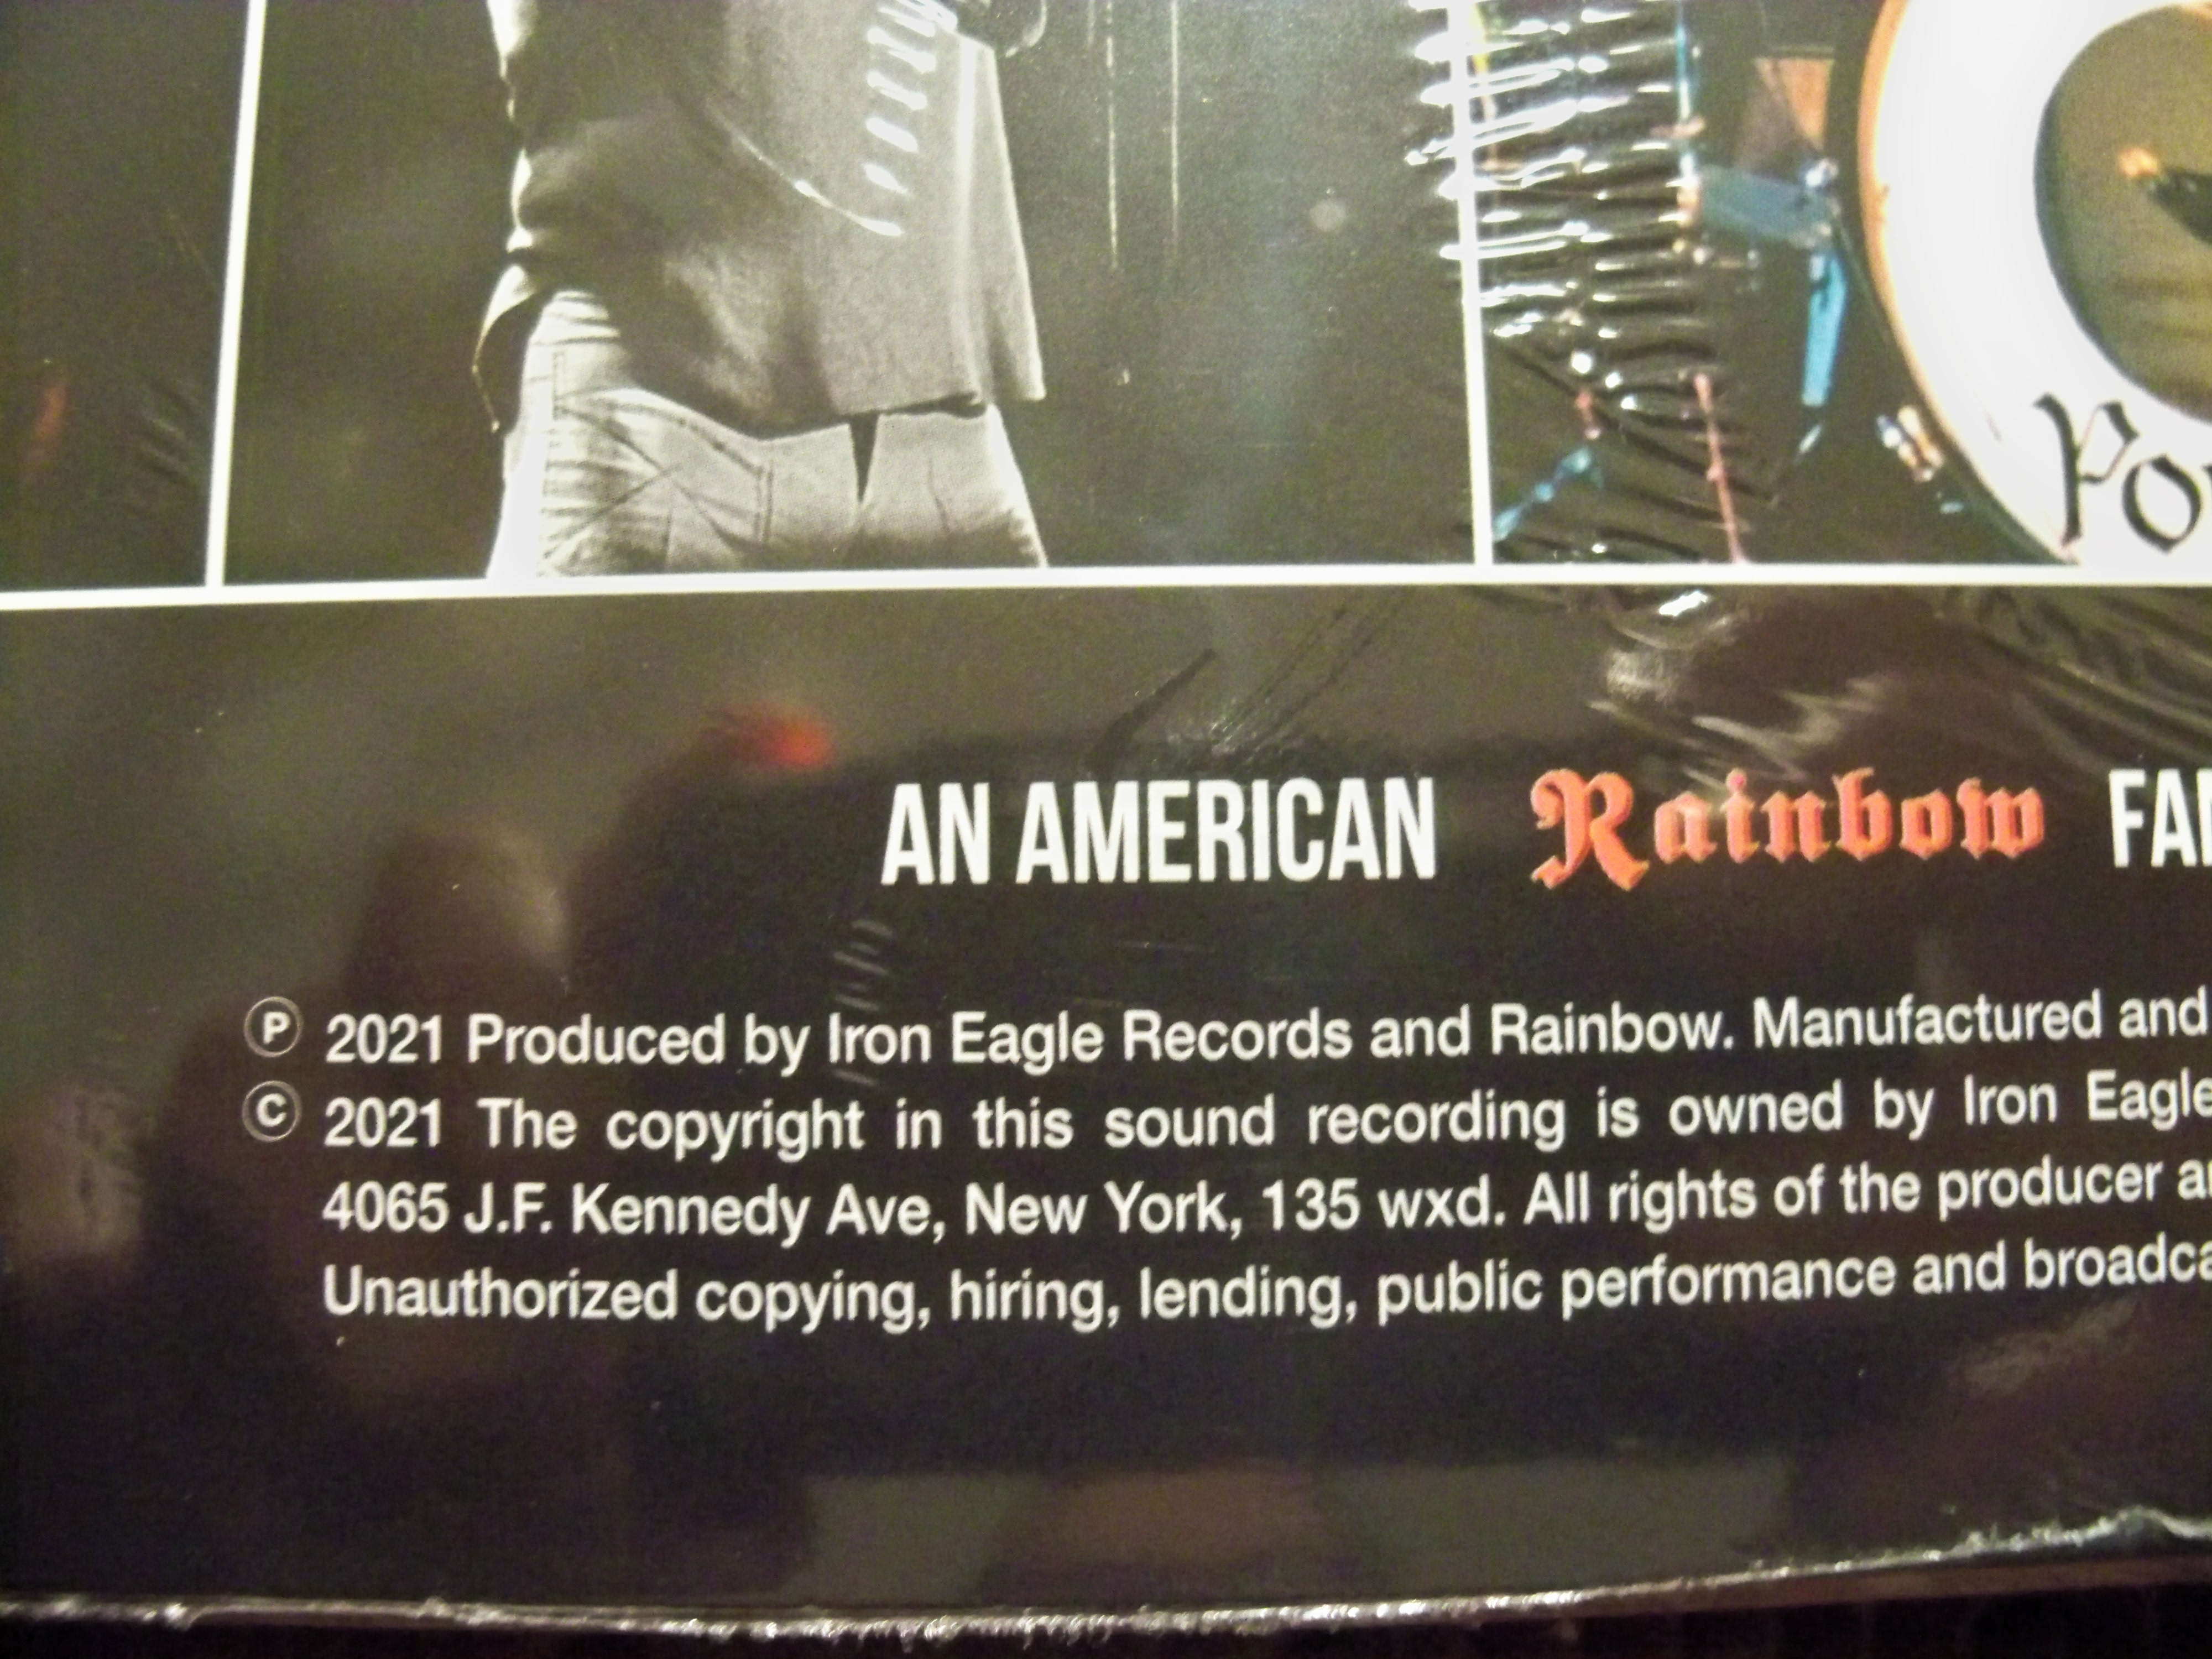 AN AMERICAN Rainbow
Ⓟ 2021 Produced by Iron Eagle Records and Rainbow. Manufactured and
Ⓒ 2021 The copyright in this sound recording is owned by Iron Eagle
4065 J.F. Kennedy Ave, New York, 135 wxd. All rights of the producer
Unauthorized copying, hiring, lending, public performance and